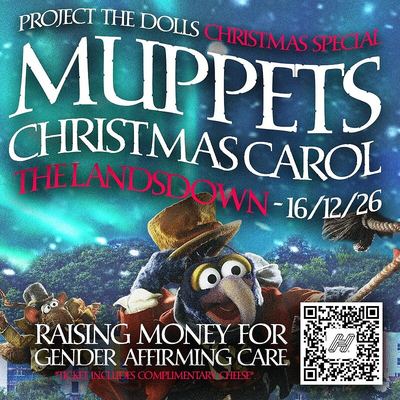 PROJECT THE DOLLS CHRISTMAS SPECIAL
MUPPETS
CHRISTMAS CAROL
THE LANDSDOWN - 16/12/26
RAISING MONEY FOR
GENDER AFFIRMING CARE
*TICKET INCLUDES COMPLIMENTARY CHEESE*